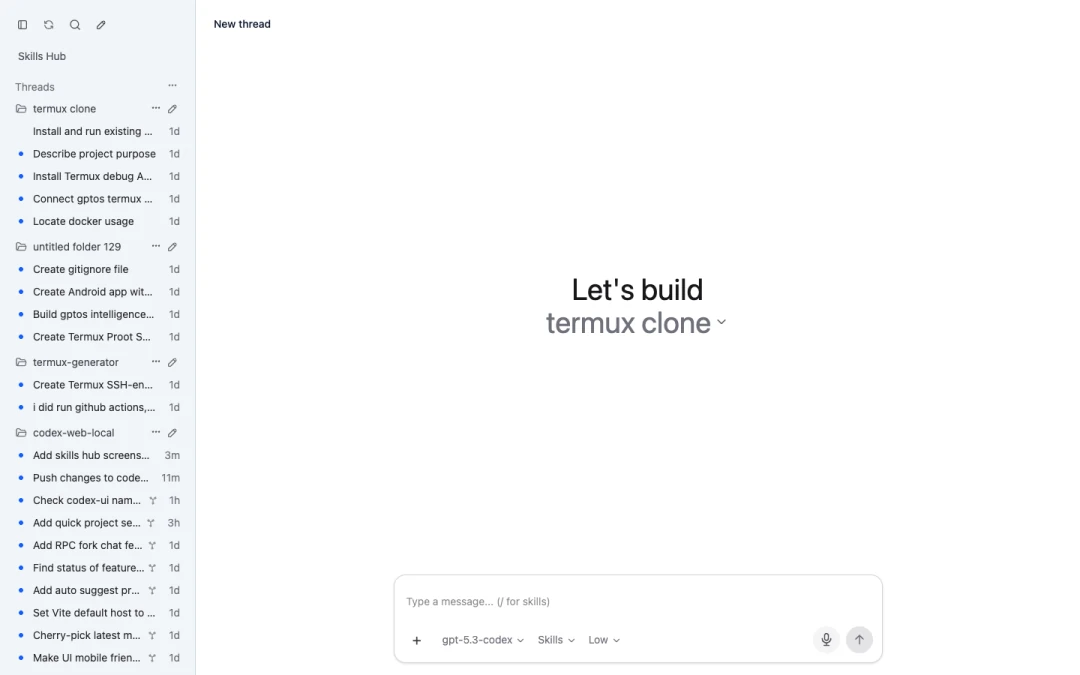 New thread
Skills Hub
Threads
termux clone
Install and run existing ... 1d
Describe project purpose 1d
Install Termux debug A... 1d
Connect gptos termux ... 1d
Locate docker usage 1d
untitled folder 129
Create gitignore file 1d
Create Android app wit... 1d
Build gptos intelligence... 1d
Create Termux Proot S... 1d
termux-generator
Create Termux SSH-en... 1d
i did run github actions,... 1d
codex-web-local
Add skills hub screens... 3m
Push changes to code... 11m
Check codex-ui nam... 1h
Add quick project se... 3h
Add RPC fork chat fe... 1d
Find status of feature... 1d
Add auto suggest pr... 1d
Set Vite default host to ... 1d
Cherry-pick latest m... 1d
Make UI mobile frien... 1d
Let's build
termux clone
Type a message... (/ for skills)
gpt-5.3-codex Skills Low